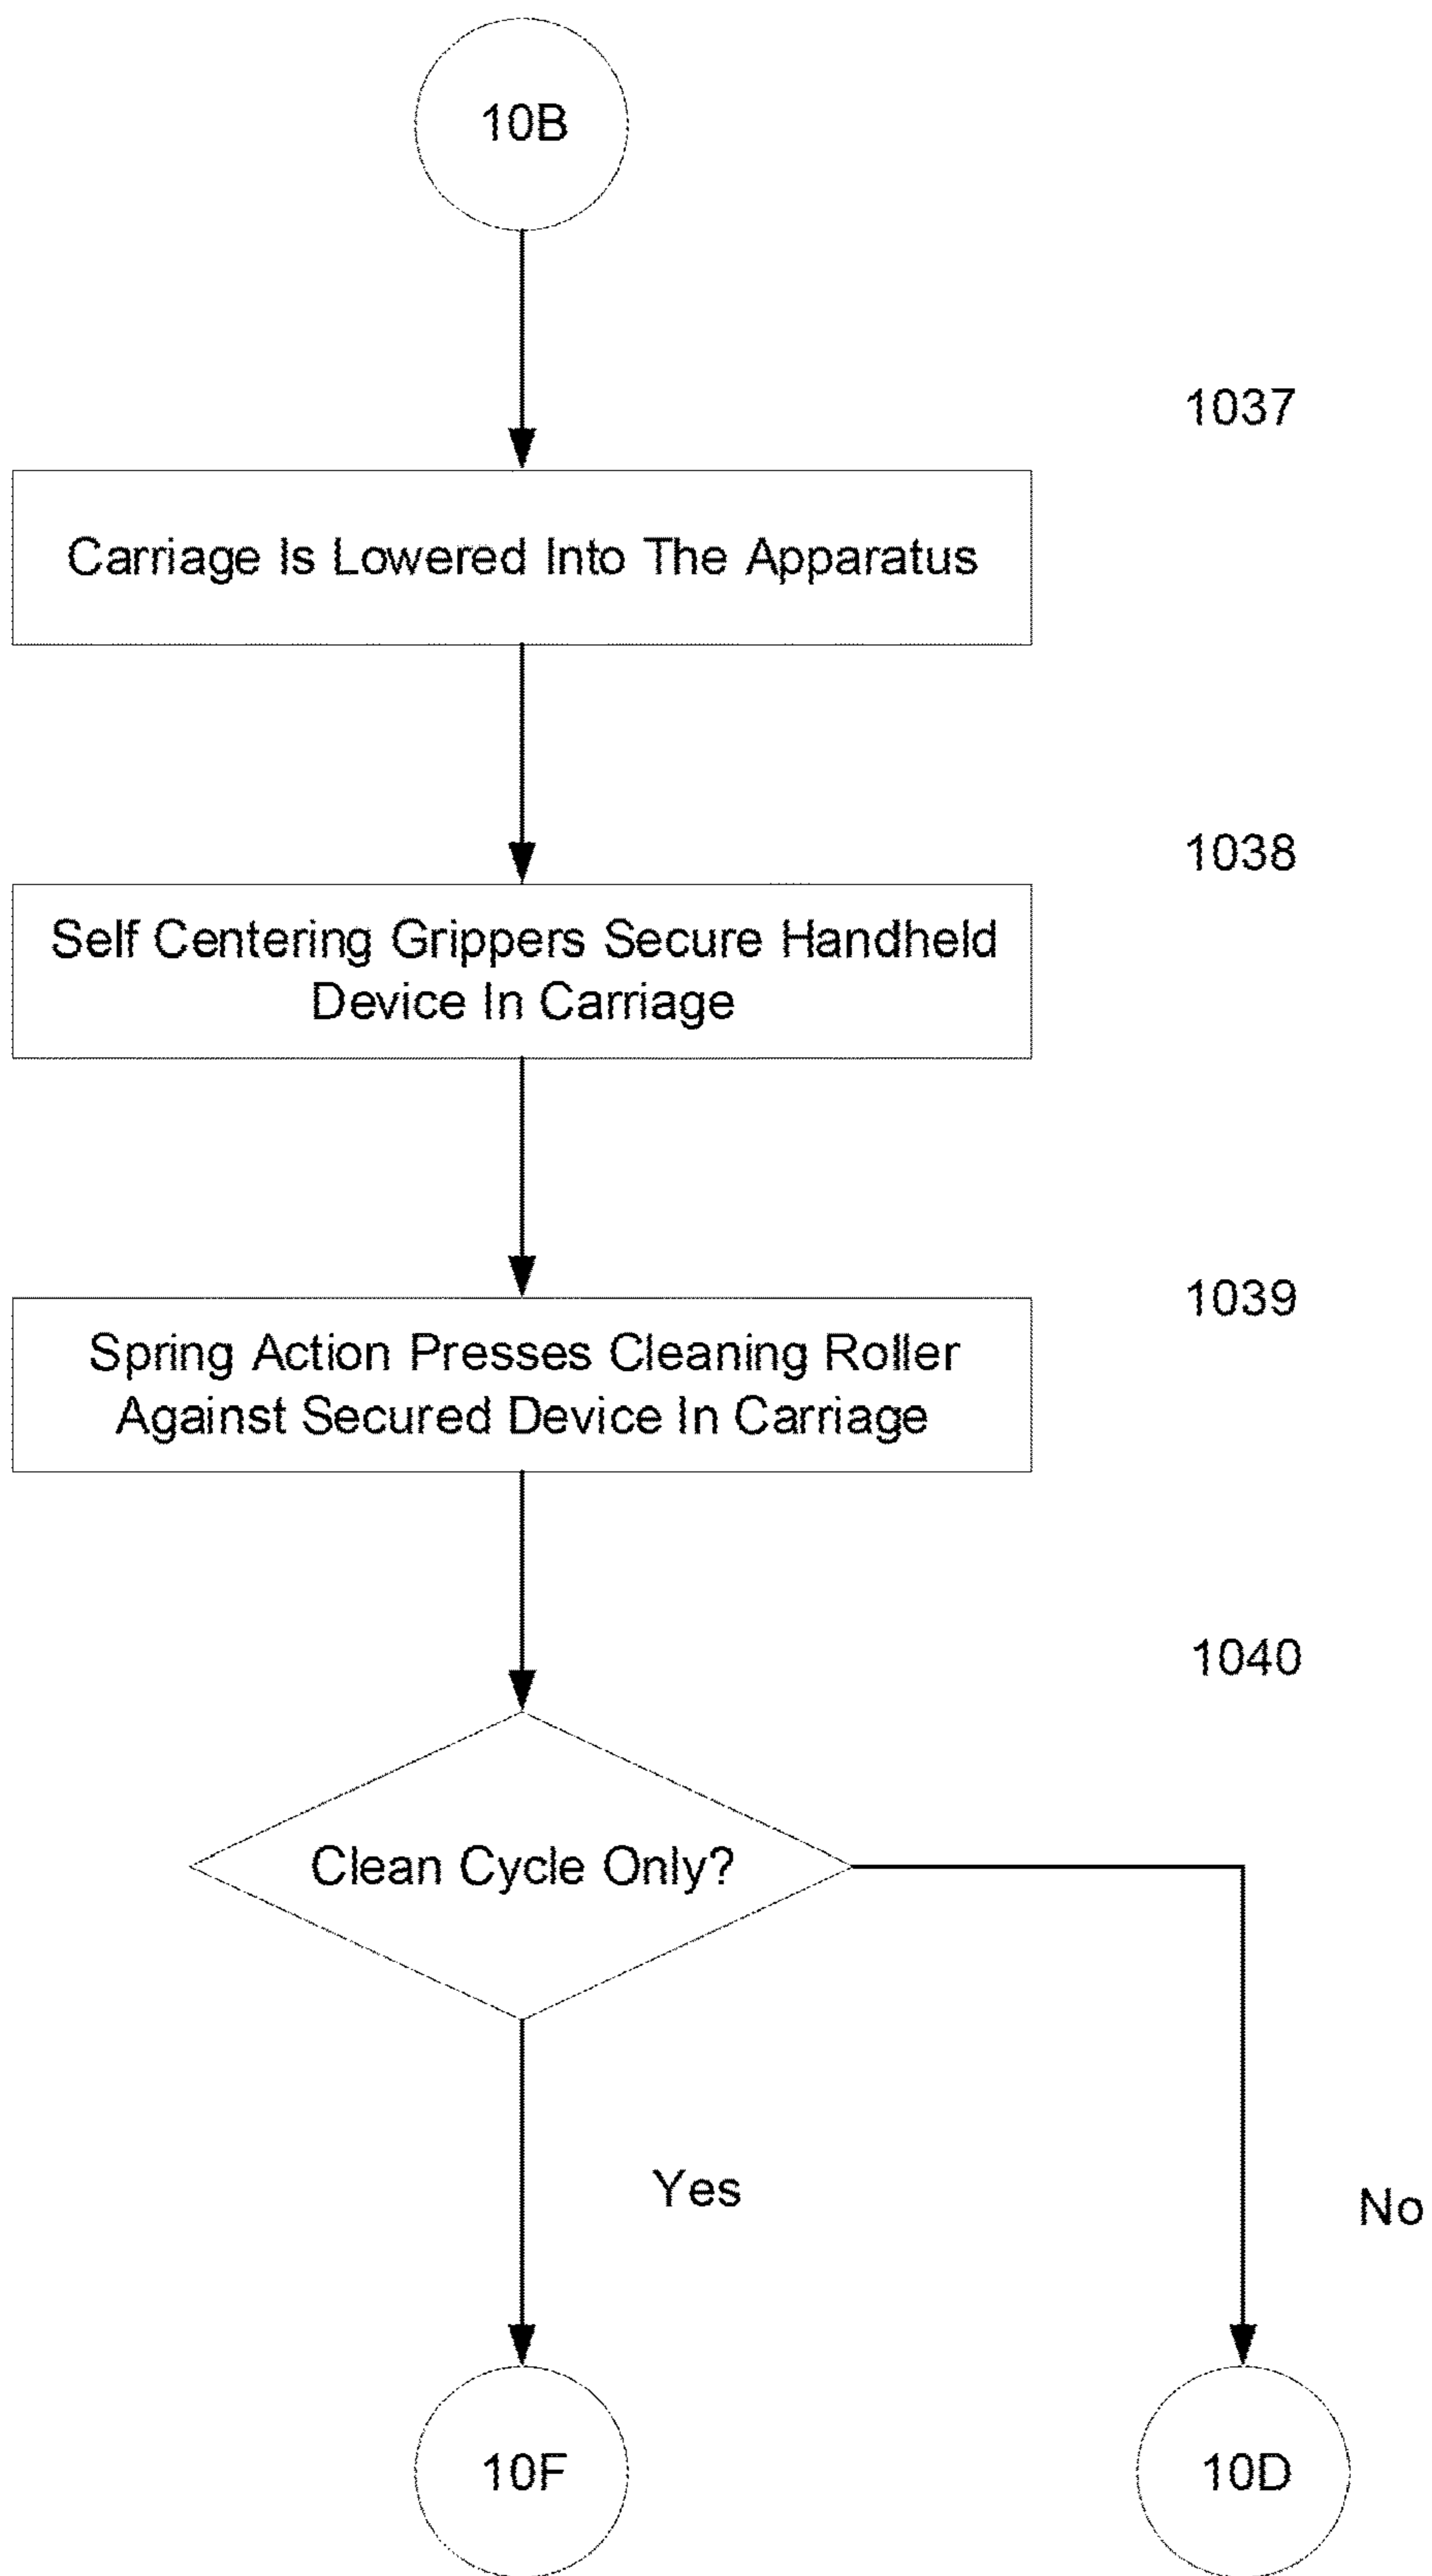 10B
1037
Carriage Is Lowered Into The Apparatus
1038
Self Centering Grippers Secure Handheld
Device In Carriage
1039
Spring Action Presses Cleaning Roller
Against Secured Device In Carriage
1040
Clean Cycle Only?
Yes
No
10F
10D